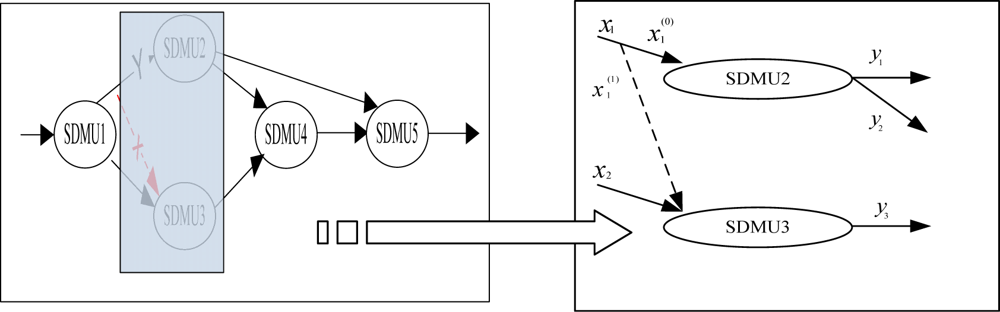 SDMU2
Y
SDMU1
SDMU4
SDMU5
X
SDMU3
x1
x1(0)
SDMU2
y1
x1(1)
y2
x2
SDMU3
y3